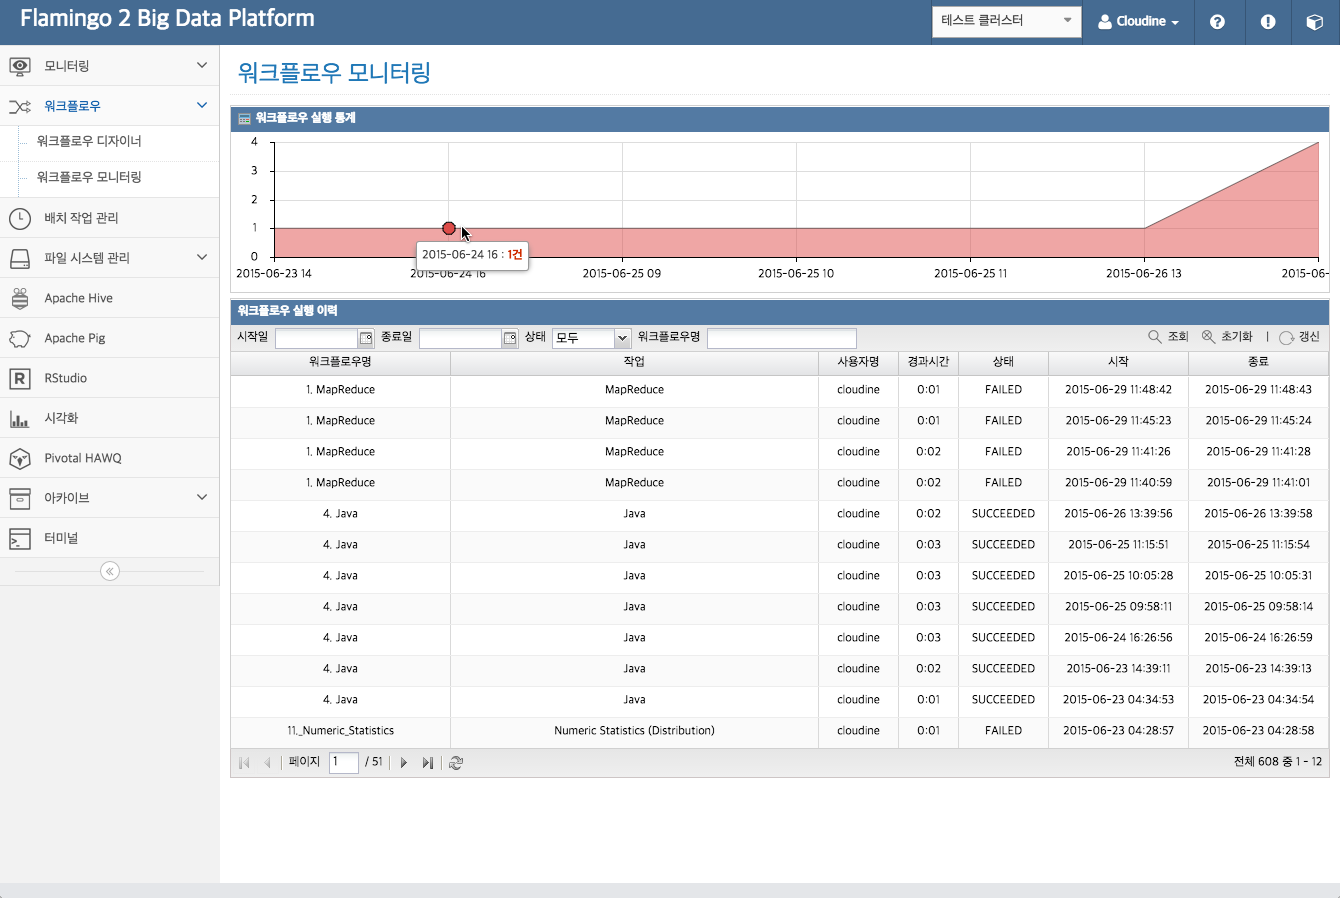 Flamingo 2 Big Data Platform
테스트 클러스터
Cloudine
모니터링
워크플로우
워크플로우 디자이너
워크플로우 모니터링
배치 작업 관리
파일 시스템 관리
Apache Hive
Apache Pig
RStudio
시각화
Pivotal HAWQ
아카이브
터미널
워크플로우 모니터링
워크플로우 실행 통계
4
3
2
1
0
2015-06-24 16 : 1건
2015-06-23 14 2015-06-24 16 2015-06-25 09 2015-06-25 10 2015-06-25 11 2015-06-26 13 2015-06-
워크플로우 실행 이력
시작일 종료일 상태 모두 워크플로우명 조회 초기화 | 갱신
워크플로우명 작업 사용자명 경과시간 상태 시작 종료
1. MapReduce MapReduce cloudine 0:01 FAILED 2015-06-29 11:48:42 2015-06-29 11:48:43
1. MapReduce MapReduce cloudine 0:01 FAILED 2015-06-29 11:45:23 2015-06-29 11:45:24
1. MapReduce MapReduce cloudine 0:02 FAILED 2015-06-29 11:41:26 2015-06-29 11:41:28
1. MapReduce MapReduce cloudine 0:02 FAILED 2015-06-29 11:40:59 2015-06-29 11:41:01
4. Java Java cloudine 0:02 SUCCEEDED 2015-06-26 13:39:56 2015-06-26 13:39:58
4. Java Java cloudine 0:03 SUCCEEDED 2015-06-25 11:15:51 2015-06-25 11:15:54
4. Java Java cloudine 0:03 SUCCEEDED 2015-06-25 10:05:28 2015-06-25 10:05:31
4. Java Java cloudine 0:03 SUCCEEDED 2015-06-25 09:58:11 2015-06-25 09:58:14
4. Java Java cloudine 0:03 SUCCEEDED 2015-06-24 16:26:56 2015-06-24 16:26:59
4. Java Java cloudine 0:02 SUCCEEDED 2015-06-23 14:39:11 2015-06-23 14:39:13
4. Java Java cloudine 0:01 SUCCEEDED 2015-06-23 04:34:53 2015-06-23 04:34:54
11._Numeric_Statistics Numeric Statistics (Distribution) cloudine 0:01 FAILED 2015-06-23 04:28:57 2015-06-23 04:28:58
페이지 1 / 51 전체 608 중 1 - 12